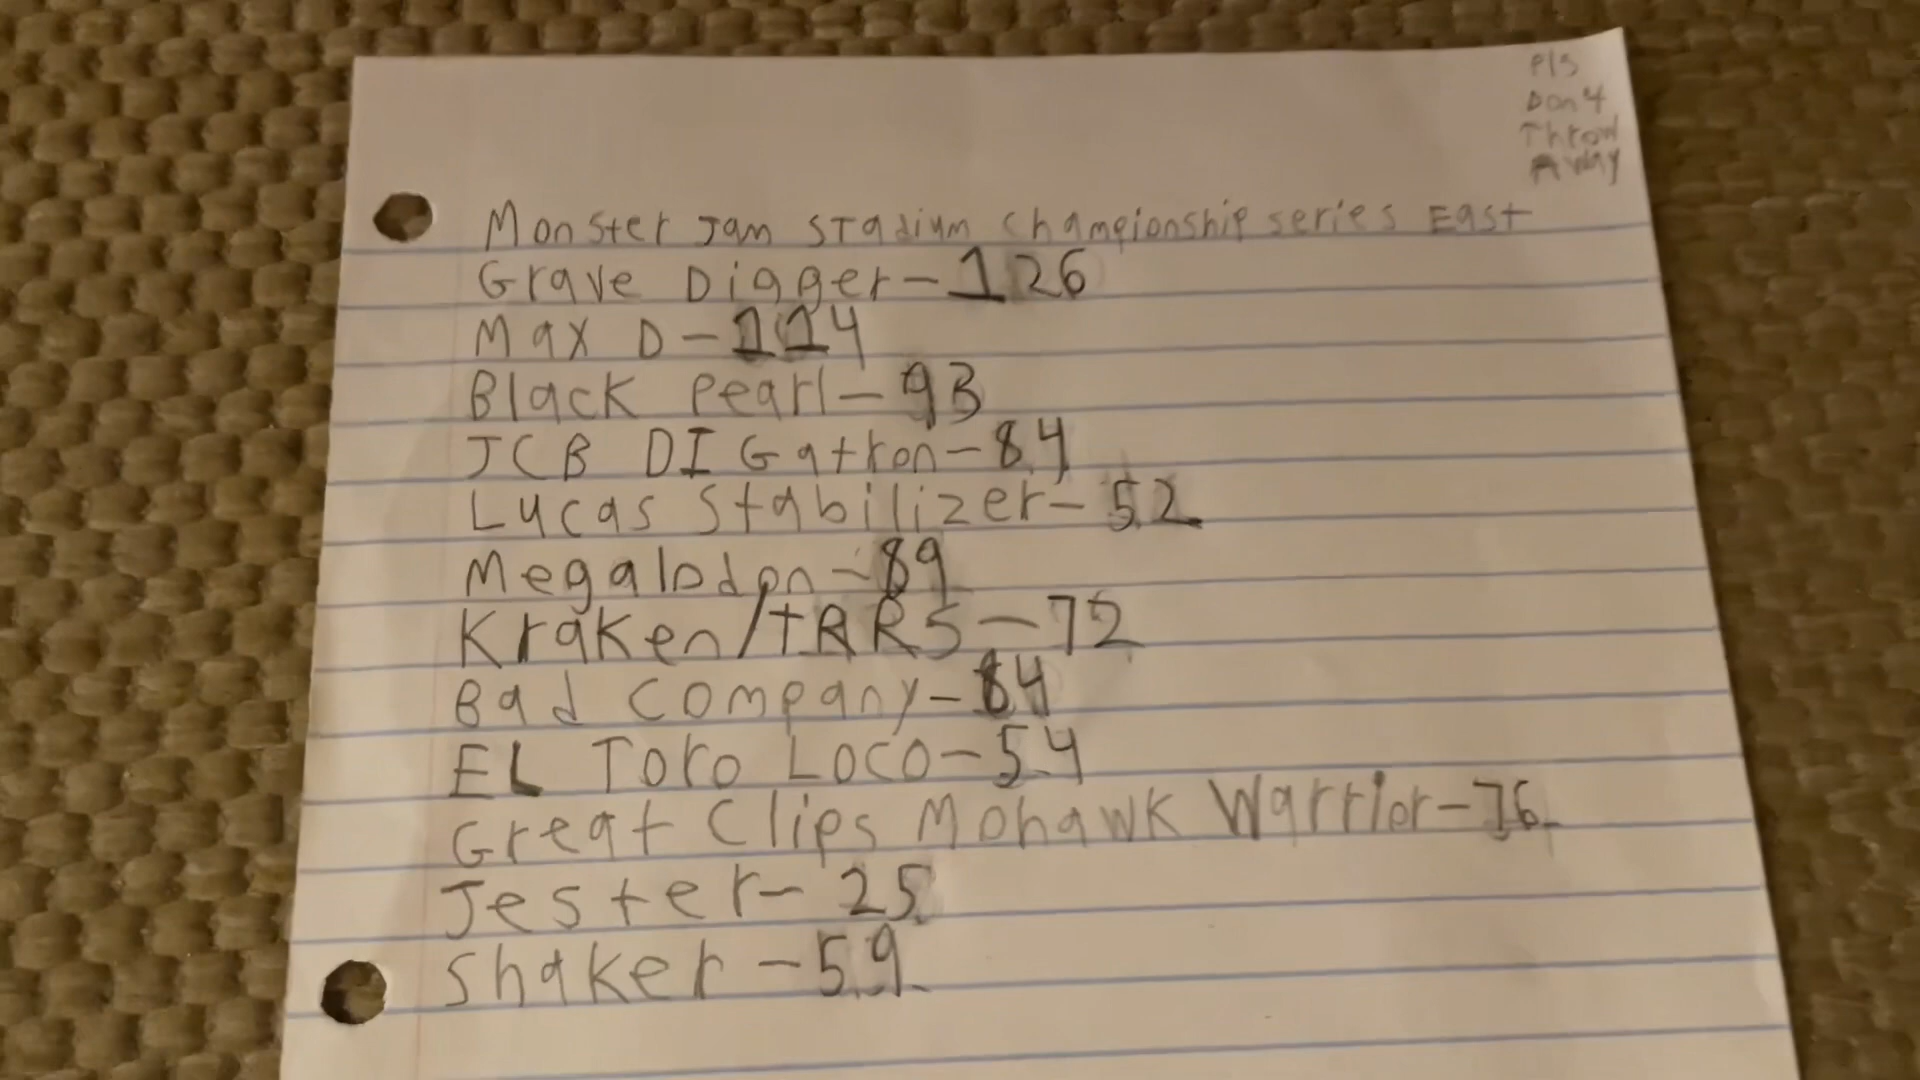 Pls
Don4
Throw
Away
Monster Jam Stadium Championship series East
Grave Digger-126
Max D-114
Black Pearl-93
JCB DIGatron-84
Lucas Stabilizer-52
Megalodon-89
Kraken/TRRS-72
Bad Company-84
EL Toro Loco-54
Great Clips Mohawk Warrior-76
Jester-25
Shaker-59